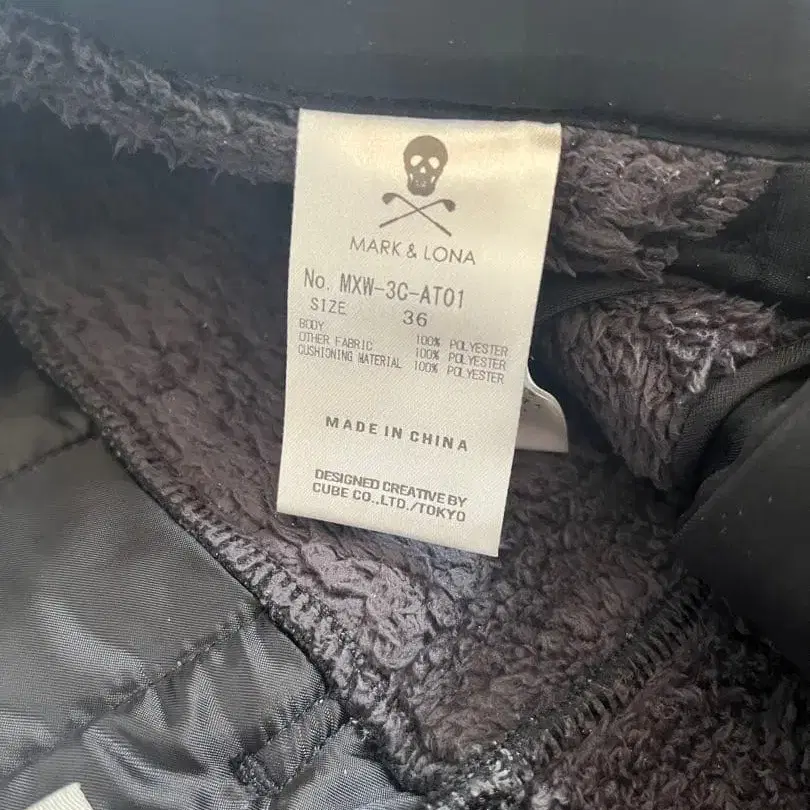 MARK & LONA
No. MXW-3C-AT01
SIZE 36
BODY 100% POLYESTER
OTHER FABRIC 100% POLYESTER
CUSHIONING MATERIAL 100% POLYESTER
MADE IN CHINA
DESIGNED CREATIVE BY
CUBE CO.,LTD./TOKYO